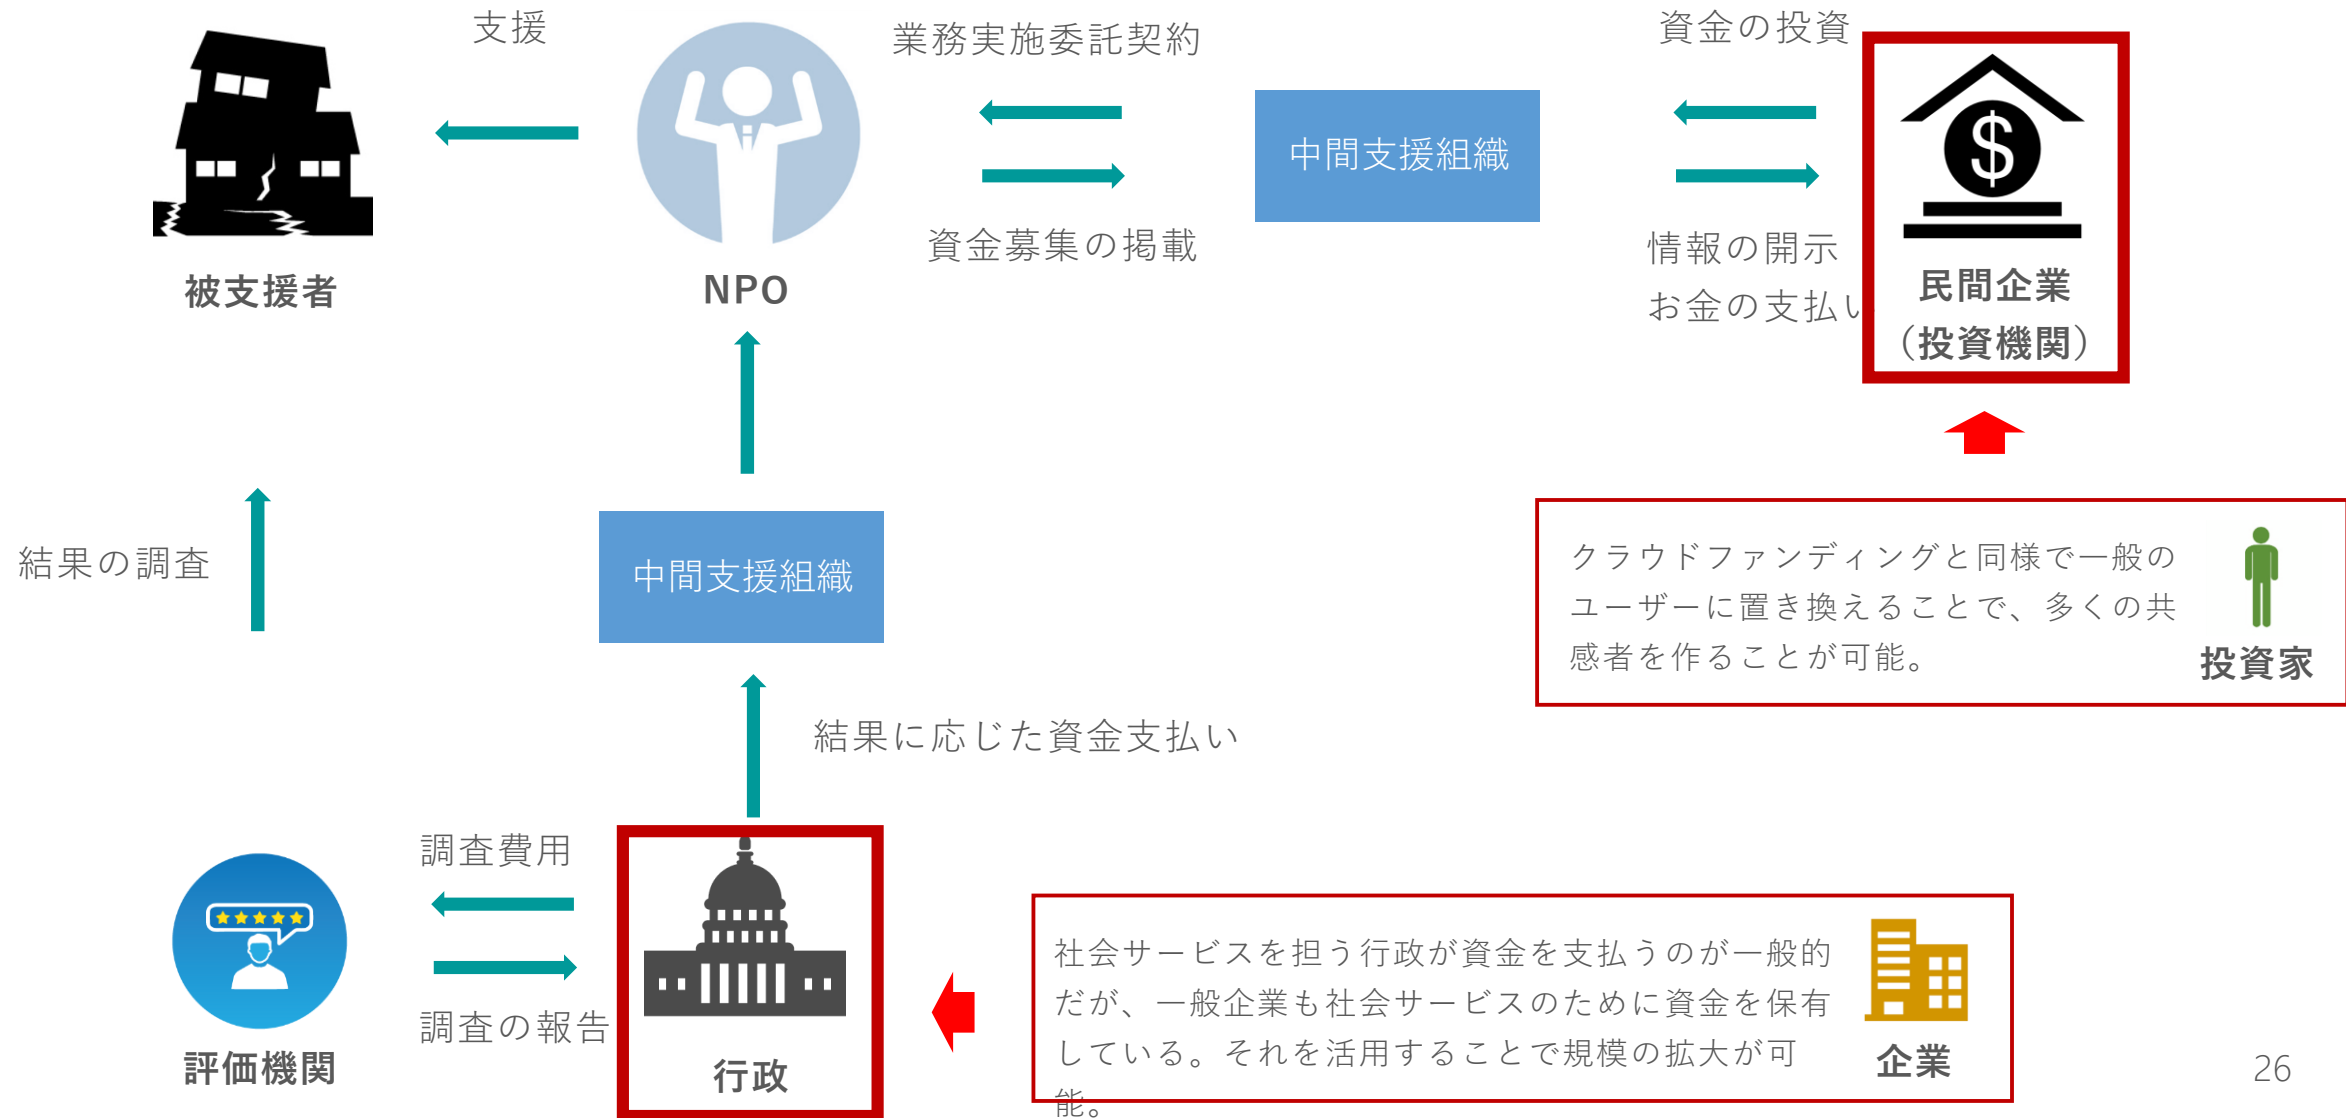 支援
業務実施委託契約
資金の投資
中間支援組織
資金募集の掲載
情報の開示
お金の支払い
被支援者
NPO
民間企業
（投資機関）
結果の調査
中間支援組織
クラウドファンディングと同様で一般の
ユーザーに置き換えることで、多くの共
感者を作ることが可能。
投資家
結果に応じた資金支払い
調査費用
調査の報告
評価機関
行政
社会サービスを担う行政が資金を支払うのが一般的
だが、一般企業も社会サービスのために資金を保有
している。それを活用することで規模の拡大が可
能。
企業
26